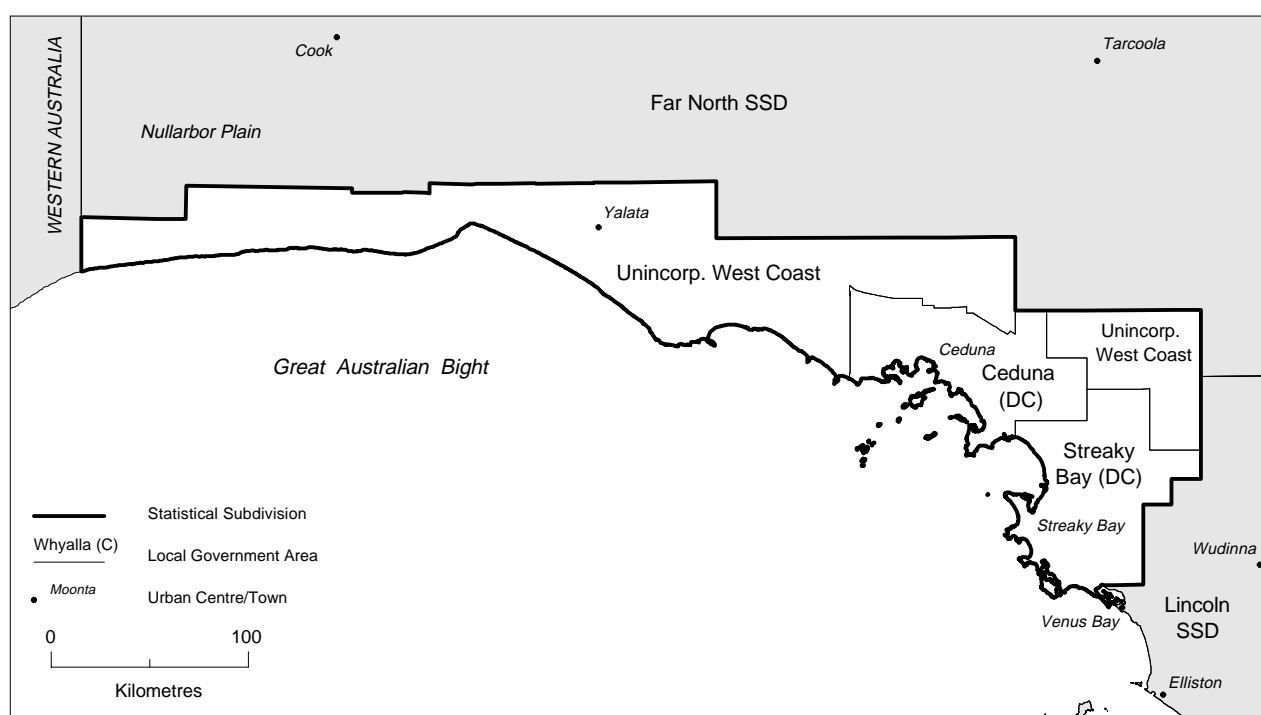 WESTERN AUSTRALIA
Cook
Tarcoola
Far North SSD
Nullarbor Plain
Yalata
Unincorp. West Coast
Unincorp.
West Coast
Great Australian Bight
Ceduna
Ceduna
(DC)
Streaky
Bay (DC)
Streaky Bay
Wudinna
Venus Bay
Lincoln
SSD
Elliston
Statistical Subdivision
Whyalla (C)
Local Government Area
Moonta
Urban Centre/Town
0 100
Kilometres